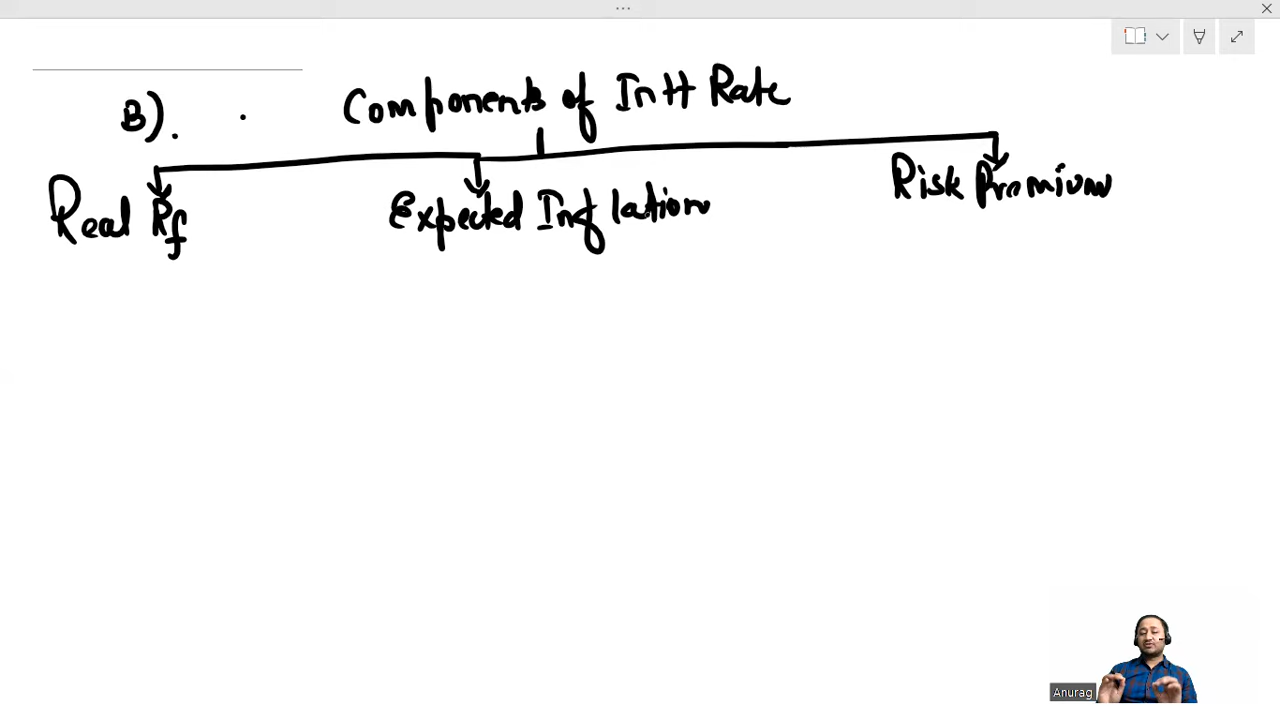 B). Components of Intt Rate
Real Rf Expected Inflation Risk Premium
Anurag